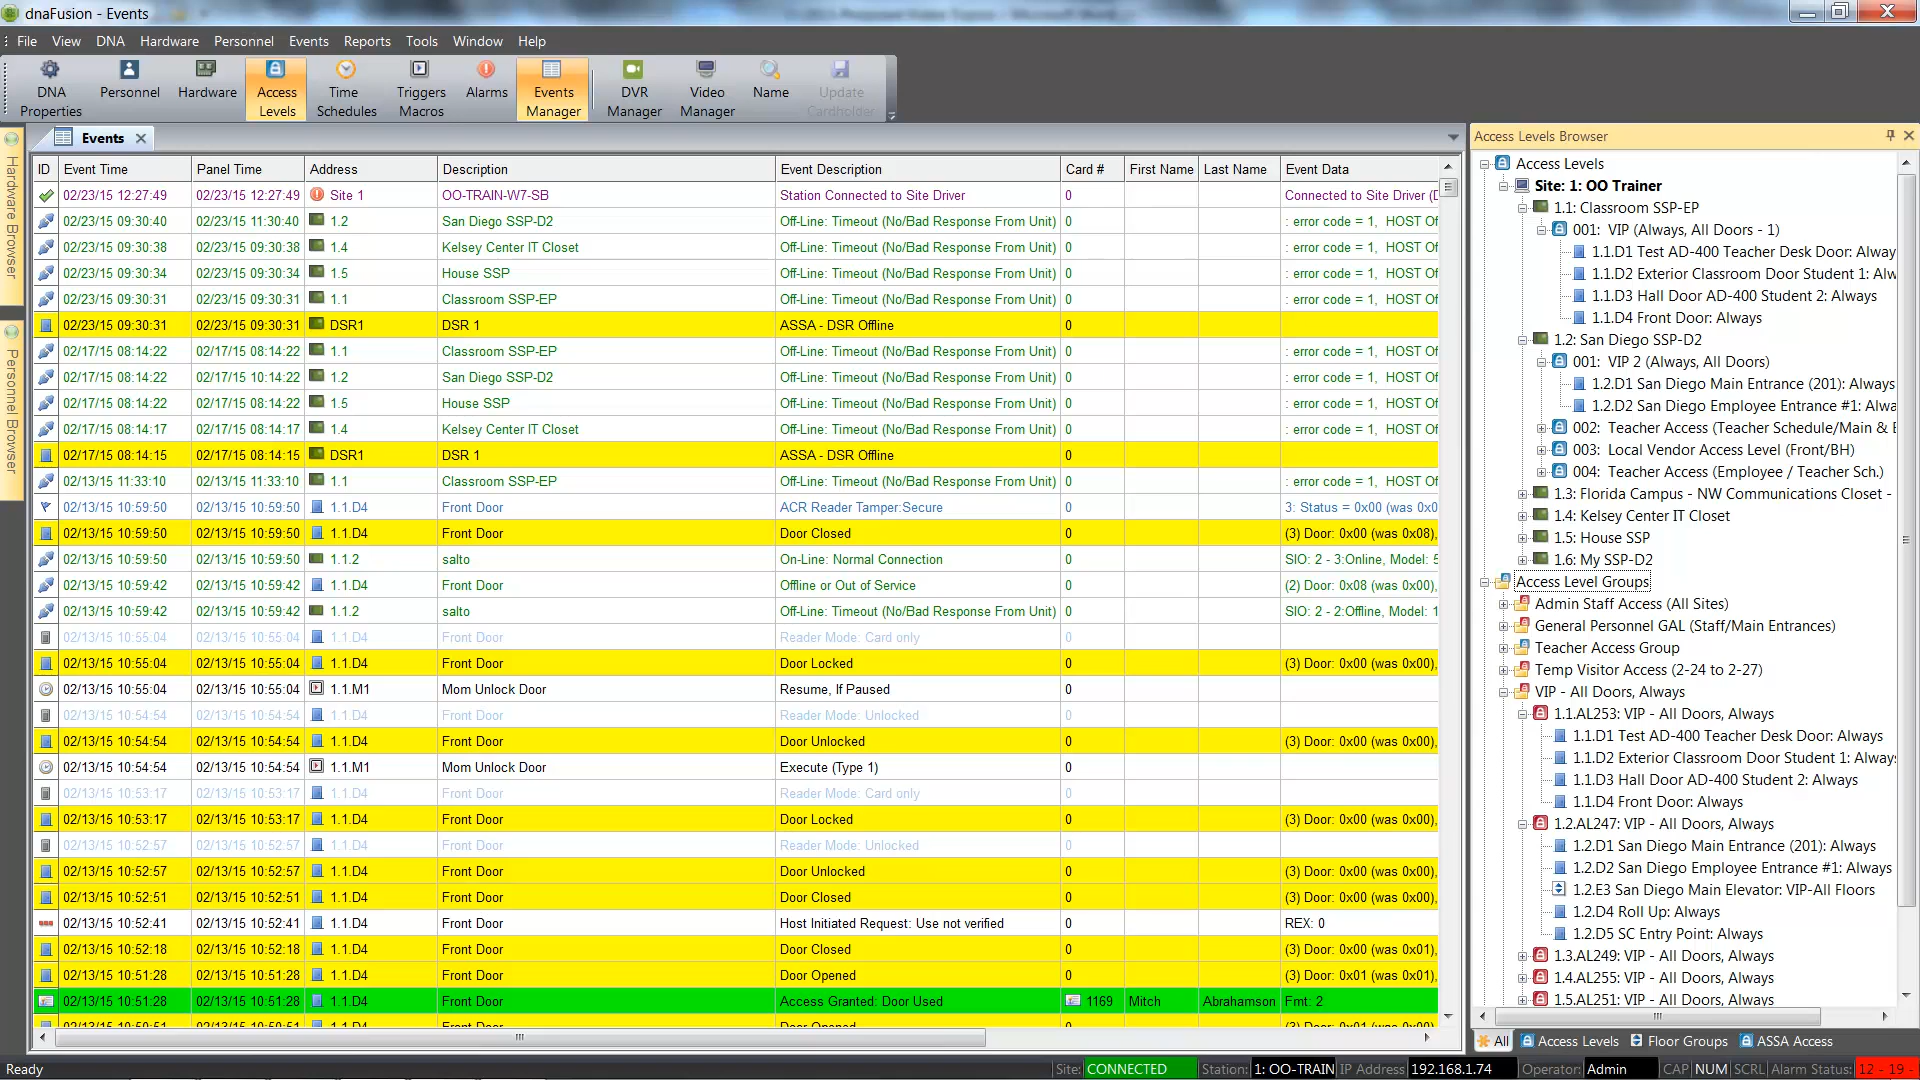 dnaFusion - Events
File View DNA Hardware Personnel Events Reports Tools Window Help
DNA Properties Personnel Hardware Access Levels Time Schedules Triggers Macros Alarms Events Manager DVR Manager Video Manager Name Update Cardholder
Hardware Browser
Personnel Browser
Events
ID Event Time Panel Time Address Description Event Description Card # First Name Last Name Event Data
02/23/15 12:27:49 02/23/15 12:27:49 Site 1 OO-TRAIN-W7-SB Station Connected to Site Driver 0 Connected to Site Driver (D
02/23/15 09:30:40 02/23/15 11:30:40 1.2 San Diego SSP-D2 Off-Line: Timeout (No/Bad Response From Unit) 0 : error code = 1, HOST Of
02/23/15 09:30:38 02/23/15 09:30:38 1.4 Kelsey Center IT Closet Off-Line: Timeout (No/Bad Response From Unit) 0 : error code = 1, HOST Of
02/23/15 09:30:34 02/23/15 09:30:34 1.5 House SSP Off-Line: Timeout (No/Bad Response From Unit) 0 : error code = 1, HOST Of
02/23/15 09:30:31 02/23/15 09:30:31 1.1 Classroom SSP-EP Off-Line: Timeout (No/Bad Response From Unit) 0 : error code = 1, HOST Of
02/23/15 09:30:31 02/23/15 09:30:31 DSR1 DSR 1 ASSA - DSR Offline 0
02/17/15 08:14:22 02/17/15 08:14:22 1.1 Classroom SSP-EP Off-Line: Timeout (No/Bad Response From Unit) 0 : error code = 1, HOST Of
02/17/15 08:14:22 02/17/15 10:14:22 1.2 San Diego SSP-D2 Off-Line: Timeout (No/Bad Response From Unit) 0 : error code = 1, HOST Of
02/17/15 08:14:22 02/17/15 08:14:22 1.5 House SSP Off-Line: Timeout (No/Bad Response From Unit) 0 : error code = 1, HOST Of
02/17/15 08:14:17 02/17/15 08:14:17 1.4 Kelsey Center IT Closet Off-Line: Timeout (No/Bad Response From Unit) 0 : error code = 1, HOST Of
02/17/15 08:14:15 02/17/15 08:14:15 DSR1 DSR 1 ASSA - DSR Offline 0
02/13/15 11:33:10 02/13/15 11:33:10 1.1 Classroom SSP-EP Off-Line: Timeout (No/Bad Response From Unit) 0 : error code = 1, HOST Of
02/13/15 10:59:50 02/13/15 10:59:50 1.1.D4 Front Door ACR Reader Tamper:Secure 0 3: Status = 0x00 (was 0x0
02/13/15 10:59:50 02/13/15 10:59:50 1.1.D4 Front Door Door Closed 0 (3) Door: 0x00 (was 0x08),
02/13/15 10:59:50 02/13/15 10:59:50 1.1.2 salto On-Line: Normal Connection 0 SIO: 2 - 3:Online, Model: 5
02/13/15 10:59:42 02/13/15 10:59:42 1.1.D4 Front Door Offline or Out of Service 0 (2) Door: 0x08 (was 0x00),
02/13/15 10:59:42 02/13/15 10:59:42 1.1.2 salto Off-Line: Timeout (No/Bad Response From Unit) 0 SIO: 2 - 2:Offline, Model: 1
02/13/15 10:55:04 02/13/15 10:55:04 1.1.D4 Front Door Reader Mode: Card only 0
02/13/15 10:55:04 02/13/15 10:55:04 1.1.D4 Front Door Door Locked 0 (3) Door: 0x00 (was 0x00),
02/13/15 10:55:04 02/13/15 10:55:04 1.1.M1 Mom Unlock Door Resume, If Paused 0
02/13/15 10:54:54 02/13/15 10:54:54 1.1.D4 Front Door Reader Mode: Unlocked 0
02/13/15 10:54:54 02/13/15 10:54:54 1.1.D4 Front Door Door Unlocked 0 (3) Door: 0x00 (was 0x00),
02/13/15 10:54:54 02/13/15 10:54:54 1.1.M1 Mom Unlock Door Execute (Type 1) 0
02/13/15 10:53:17 02/13/15 10:53:17 1.1.D4 Front Door Reader Mode: Card only 0
02/13/15 10:53:17 02/13/15 10:53:17 1.1.D4 Front Door Door Locked 0 (3) Door: 0x00 (was 0x00),
02/13/15 10:52:57 02/13/15 10:52:57 1.1.D4 Front Door Reader Mode: Unlocked 0
02/13/15 10:52:57 02/13/15 10:52:57 1.1.D4 Front Door Door Unlocked 0 (3) Door: 0x00 (was 0x00),
02/13/15 10:52:51 02/13/15 10:52:51 1.1.D4 Front Door Door Closed 0 (3) Door: 0x00 (was 0x00),
02/13/15 10:52:41 02/13/15 10:52:41 1.1.D4 Front Door Host Initiated Request: Use not verified 0 REX: 0
02/13/15 10:52:18 02/13/15 10:52:18 1.1.D4 Front Door Door Closed 0 (3) Door: 0x00 (was 0x01),
02/13/15 10:51:28 02/13/15 10:51:28 1.1.D4 Front Door Door Opened 0 (3) Door: 0x01 (was 0x01),
02/13/15 10:51:28 02/13/15 10:51:28 1.1.D4 Front Door Access Granted: Door Used 1169 Mitch Abrahamson Fmt: 2
02/13/15 10:50:51 02/13/15 10:50:51 1.1.D4 Front Door Door Opened 0 (3) Door: 0x01 (was 0x00),
Access Levels Browser
Access Levels
Site: 1: OO Trainer
1.1: Classroom SSP-EP
001: VIP (Always, All Doors - 1)
1.1.D1 Test AD-400 Teacher Desk Door: Alway
1.1.D2 Exterior Classroom Door Student 1: Alw
1.1.D3 Hall Door AD-400 Student 2: Always
1.1.D4 Front Door: Always
1.2: San Diego SSP-D2
001: VIP 2 (Always, All Doors)
1.2.D1 San Diego Main Entrance (201): Always
1.2.D2 San Diego Employee Entrance #1: Alwa
002: Teacher Access (Teacher Schedule/Main & E
003: Local Vendor Access Level (Front/BH)
004: Teacher Access (Employee / Teacher Sch.)
1.3: Florida Campus - NW Communications Closet -
1.4: Kelsey Center IT Closet
1.5: House SSP
1.6: My SSP-D2
Access Level Groups
Admin Staff Access (All Sites)
General Personnel GAL (Staff/Main Entrances)
Teacher Access Group
Temp Visitor Access (2-24 to 2-27)
VIP - All Doors, Always
1.1.AL253: VIP - All Doors, Always
1.1.D1 Test AD-400 Teacher Desk Door: Always
1.1.D2 Exterior Classroom Door Student 1: Alway
1.1.D3 Hall Door AD-400 Student 2: Always
1.1.D4 Front Door: Always
1.2.AL247: VIP - All Doors, Always
1.2.D1 San Diego Main Entrance (201): Always
1.2.D2 San Diego Employee Entrance #1: Always
1.2.E3 San Diego Main Elevator: VIP-All Floors
1.2.D4 Roll Up: Always
1.2.D5 SC Entry Point: Always
1.3.AL249: VIP - All Doors, Always
1.4.AL255: VIP - All Doors, Always
1.5.AL251: VIP - All Doors, Always
All Access Levels Floor Groups ASSA Access
Ready Site: CONNECTED Station: 1: OO-TRAIN IP Address 192.168.1.74 Operator: Admin CAP NUM SCRL Alarm Status: 12 - 19 -